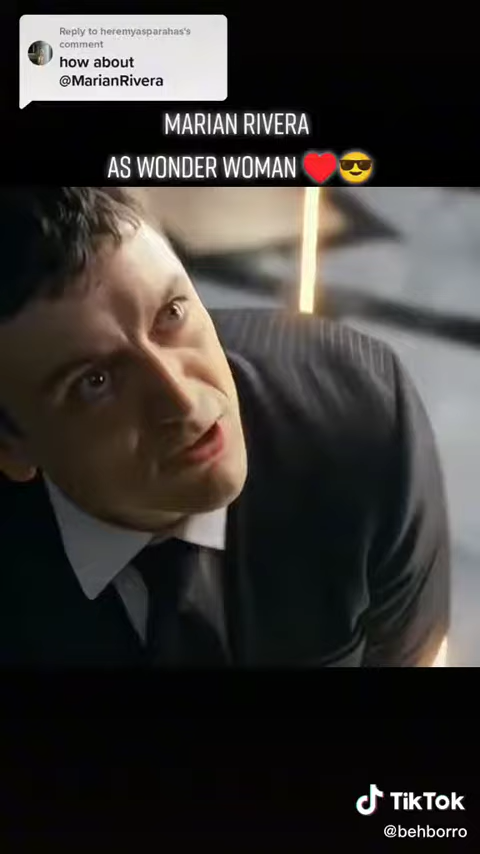 Reply to heremyasparahas's
comment
how about
@MarianRivera
MARIAN RIVERA
AS WONDER WOMAN ❤️😎
TikTok
@behborro